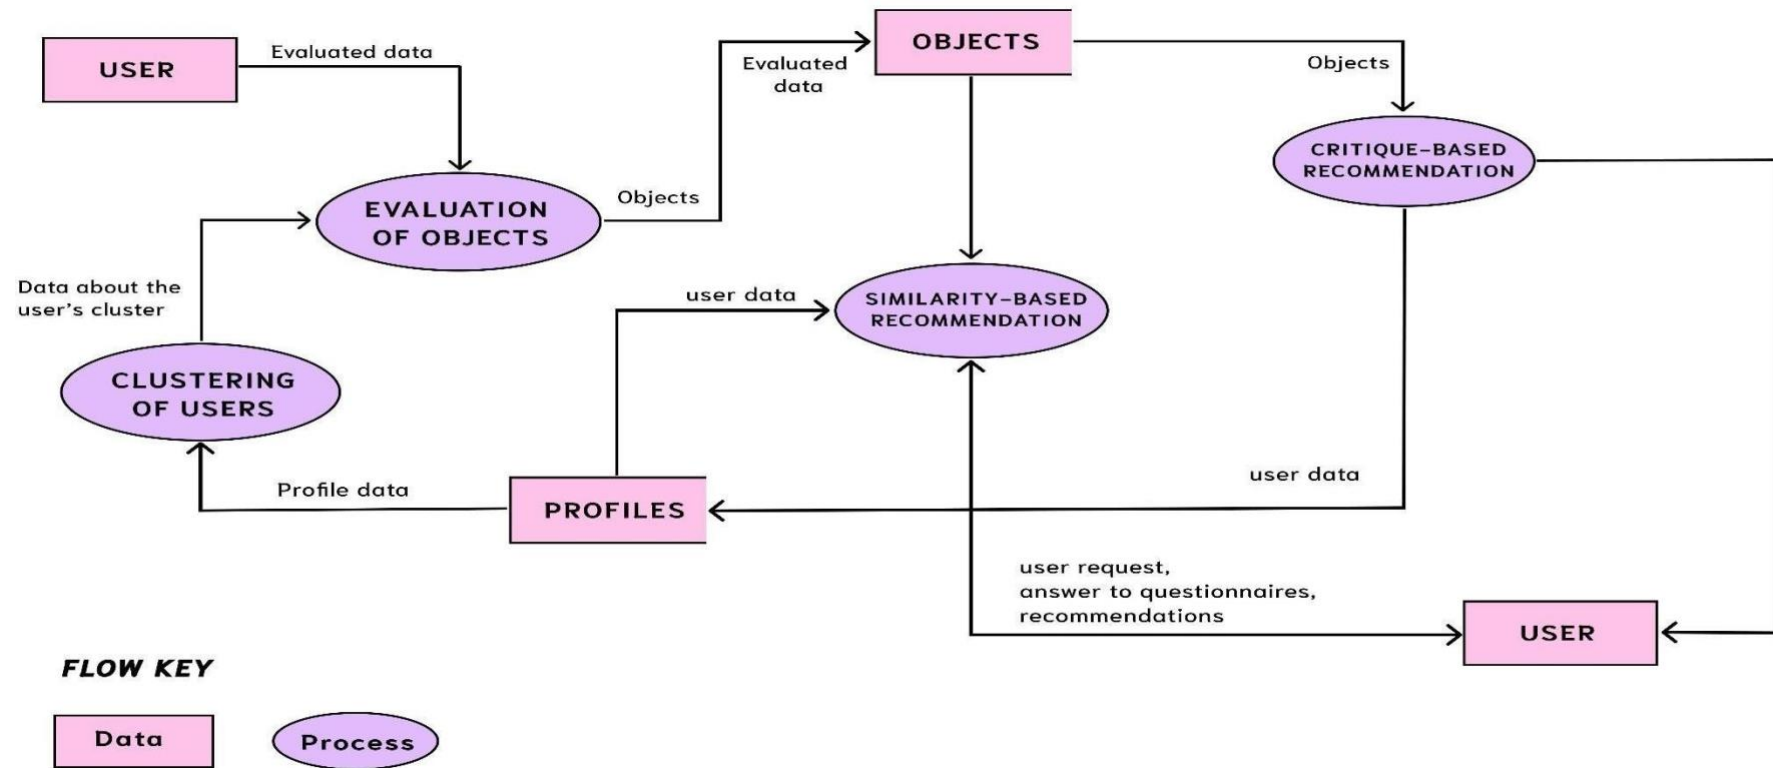 USER
Evaluated data
OBJECTS
Evaluated
data
Objects
CRITIQUE-BASED
RECOMMENDATION
EVALUATION
OF OBJECTS
Objects
Data about the
user's cluster
user data
SIMILARITY-BASED
RECOMMENDATION
CLUSTERING
OF USERS
Profile data
PROFILES
user data
user request,
answer to questionnaires,
recommendations
USER
FLOW KEY
Data
Process